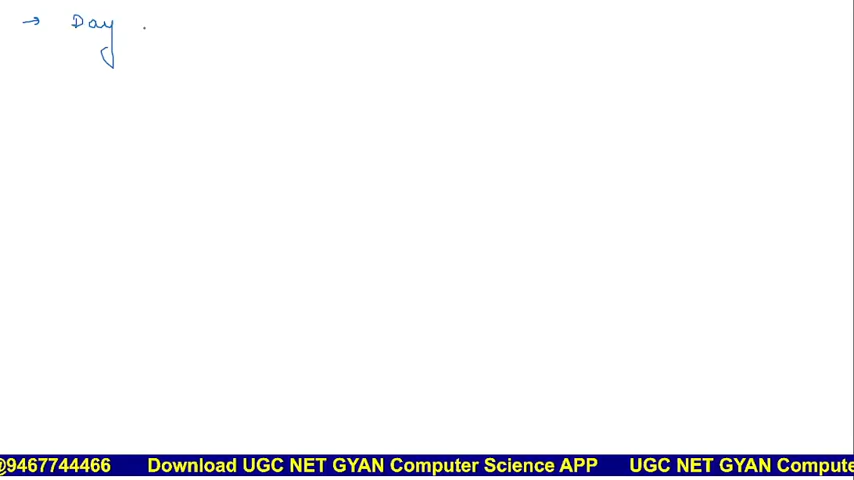 → Day .
@9467744466 Download UGC NET GYAN Computer Science APP UGC NET GYAN Compute